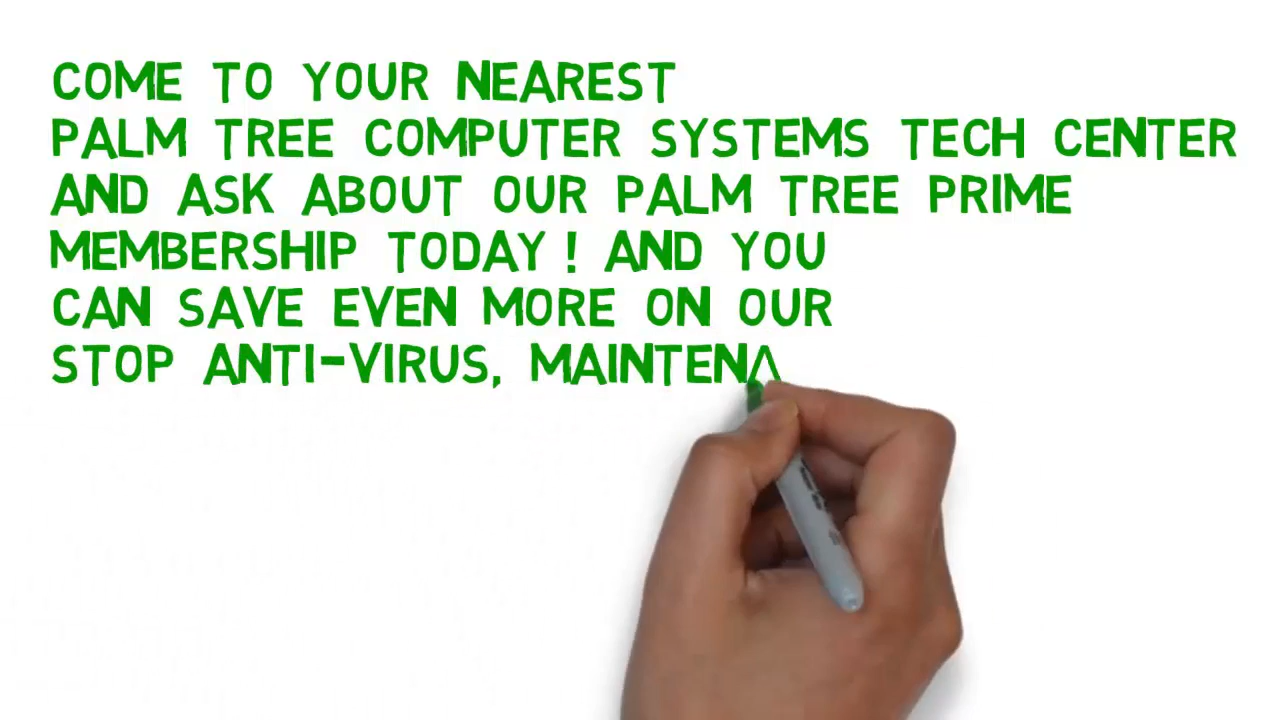 COME TO YOUR NEAREST
PALM TREE COMPUTER SYSTEMS TECH CENTER
AND ASK ABOUT OUR PALM TREE PRIME
MEMBERSHIP TODAY! AND YOU
CAN SAVE EVEN MORE ON OUR
STOP ANTI-VIRUS, MAINTENA